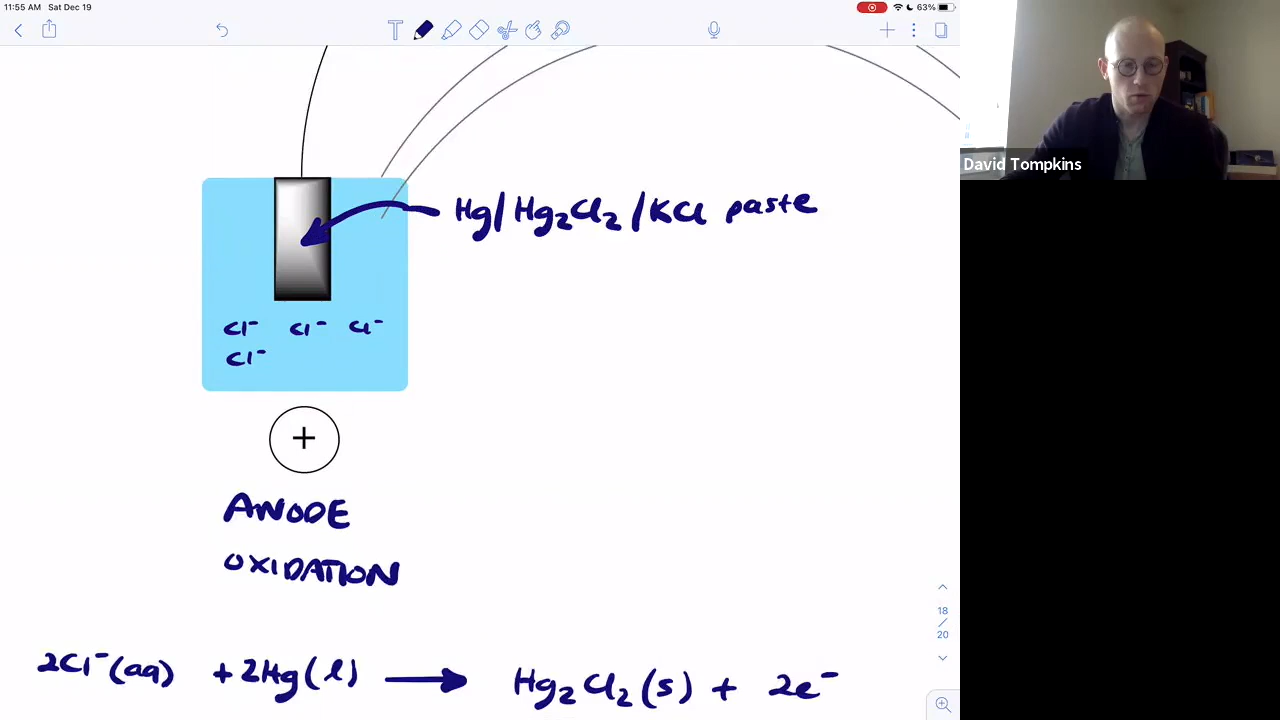 11:55 AM Sat Dec 19
63%
T
David Tompkins
Hg/Hg₂Cl₂/KCl paste
Cl⁻ Cl⁻ Cl⁻
Cl⁻
+
ANODE
OXIDATION
18
/
20
2Cl⁻(aq) + 2Hg(l) → Hg₂Cl₂(s) + 2e⁻